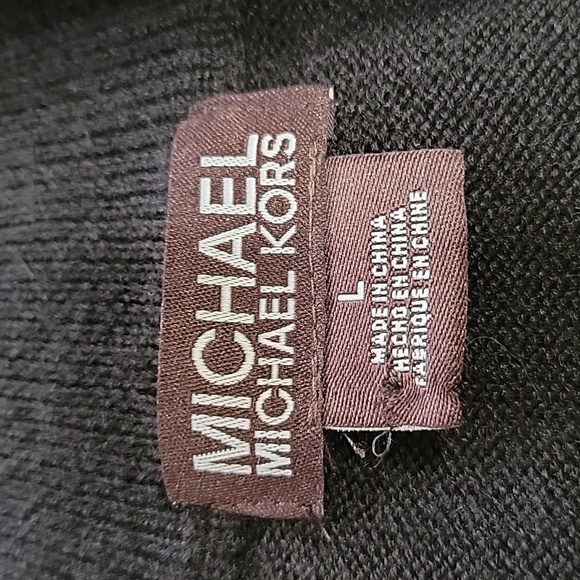 MICHAEL
MICHAEL KORS
L
MADE IN CHINA
HECHO EN CHINA
FABRIQUE EN CHINE